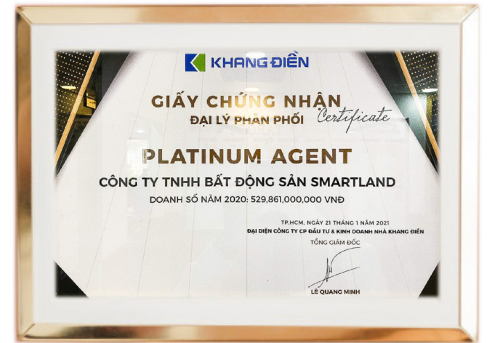 KHANG ĐIỀN
GIẤY CHỨNG NHẬN
ĐẠI LÝ PHÂN PHỐI Certificate
PLATINUM AGENT
CÔNG TY TNHH BẤT ĐỘNG SẢN SMARTLAND
DOANH SỐ NĂM 2020: 529,861,000,000 VNĐ
TP.HCM, NGÀY 21 THÁNG 1 NĂM 2021
ĐẠI DIỆN CÔNG TY CP ĐẦU TƯ & KINH DOANH NHÀ KHANG ĐIỀN
TỔNG GIÁM ĐỐC
LÊ QUANG MINH